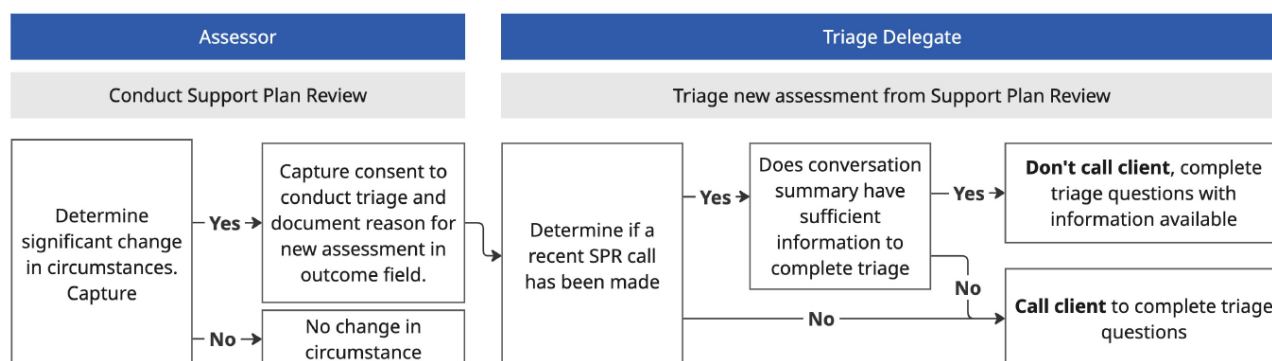 Assessor
Triage Delegate
Conduct Support Plan Review
Triage new assessment from Support Plan Review
Determine
significant change
in circumstances.
Capture
Yes
Capture consent to
conduct triage and
document reason for
new assessment in
outcome field.
No
No change in
circumstance
Determine if a
recent SPR call
has been made
Yes
Does conversation
summary have
sufficient
information to
complete triage
Yes
Don't call client, complete
triage questions with
information available
No
No
Call client to complete triage
questions